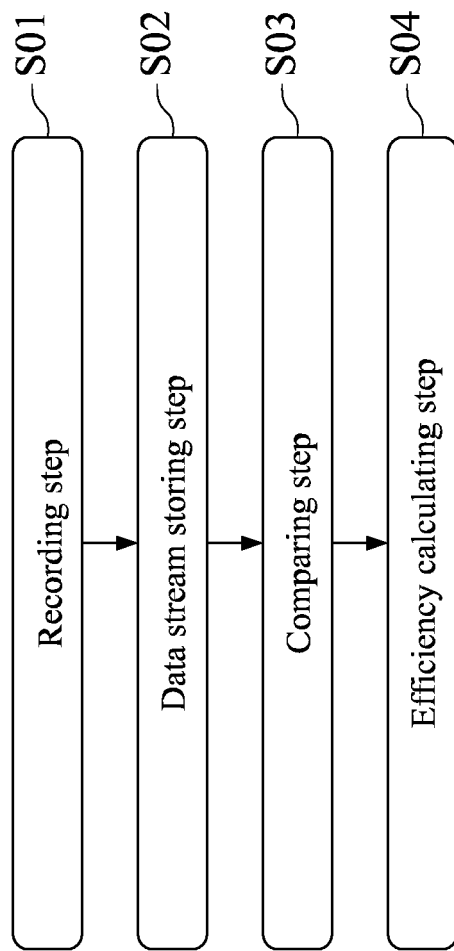 Recording step
S01
Data stream storing step
S02
Comparing step
S03
Efficiency calculating step
S04